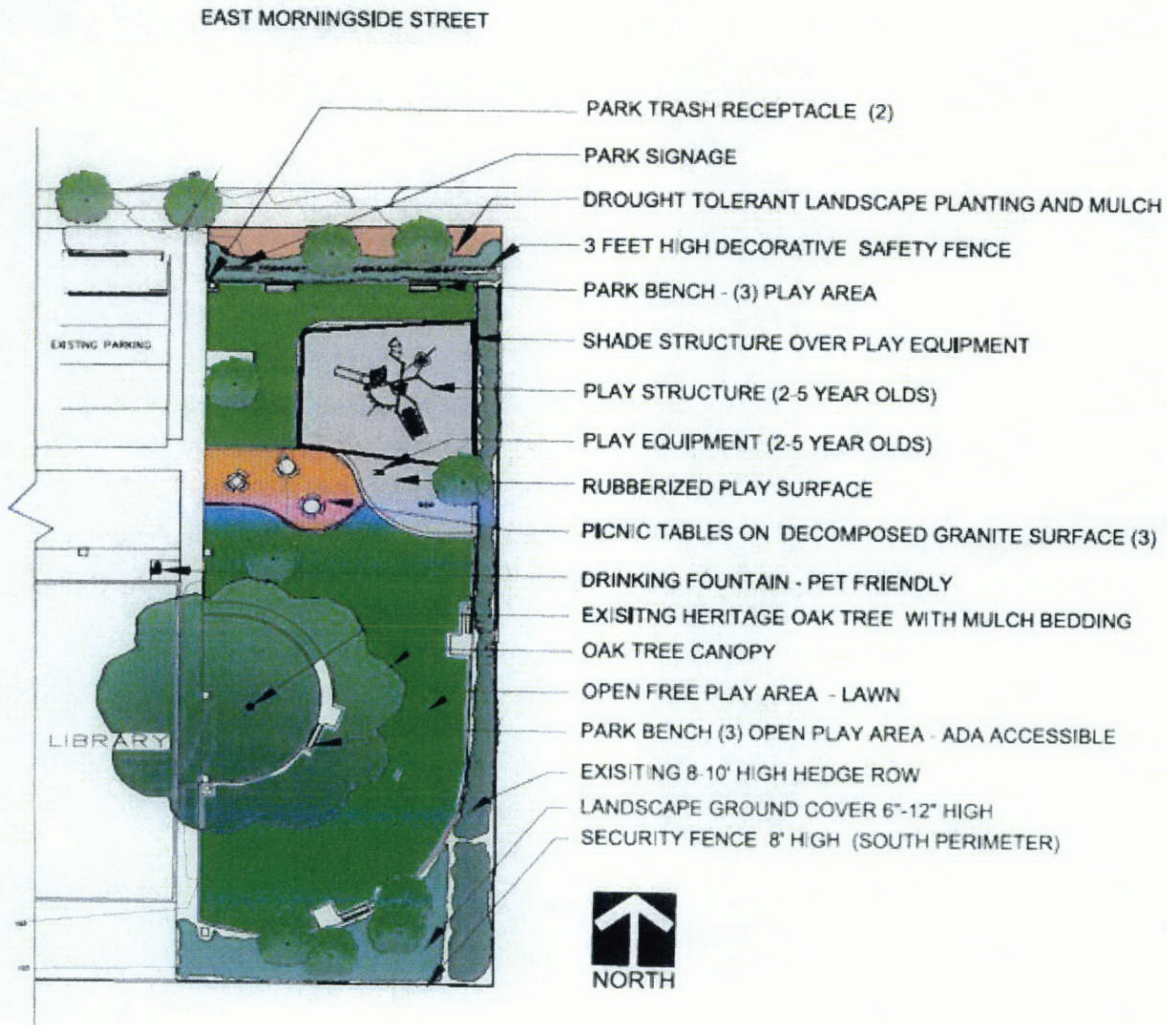 EAST MORNINGSIDE STREET
PARK TRASH RECEPTACLE (2)
PARK SIGNAGE
DROUGHT TOLERANT LANDSCAPE PLANTING AND MULCH
3 FEET HIGH DECORATIVE SAFETY FENCE
PARK BENCH - (3) PLAY AREA
EXISTING PARKING
SHADE STRUCTURE OVER PLAY EQUIPMENT
PLAY STRUCTURE (2-5 YEAR OLDS)
PLAY EQUIPMENT (2-5 YEAR OLDS)
RUBBERIZED PLAY SURFACE
PICNIC TABLES ON DECOMPOSED GRANITE SURFACE (3)
DRINKING FOUNTAIN - PET FRIENDLY
EXISITNG HERITAGE OAK TREE WITH MULCH BEDDING
OAK TREE CANOPY
OPEN FREE PLAY AREA - LAWN
LIBRARY
PARK BENCH (3) OPEN PLAY AREA - ADA ACCESSIBLE
EXISITING 8-10' HIGH HEDGE ROW
LANDSCAPE GROUND COVER 6"-12" HIGH
SECURITY FENCE 8' HIGH (SOUTH PERIMETER)
NORTH